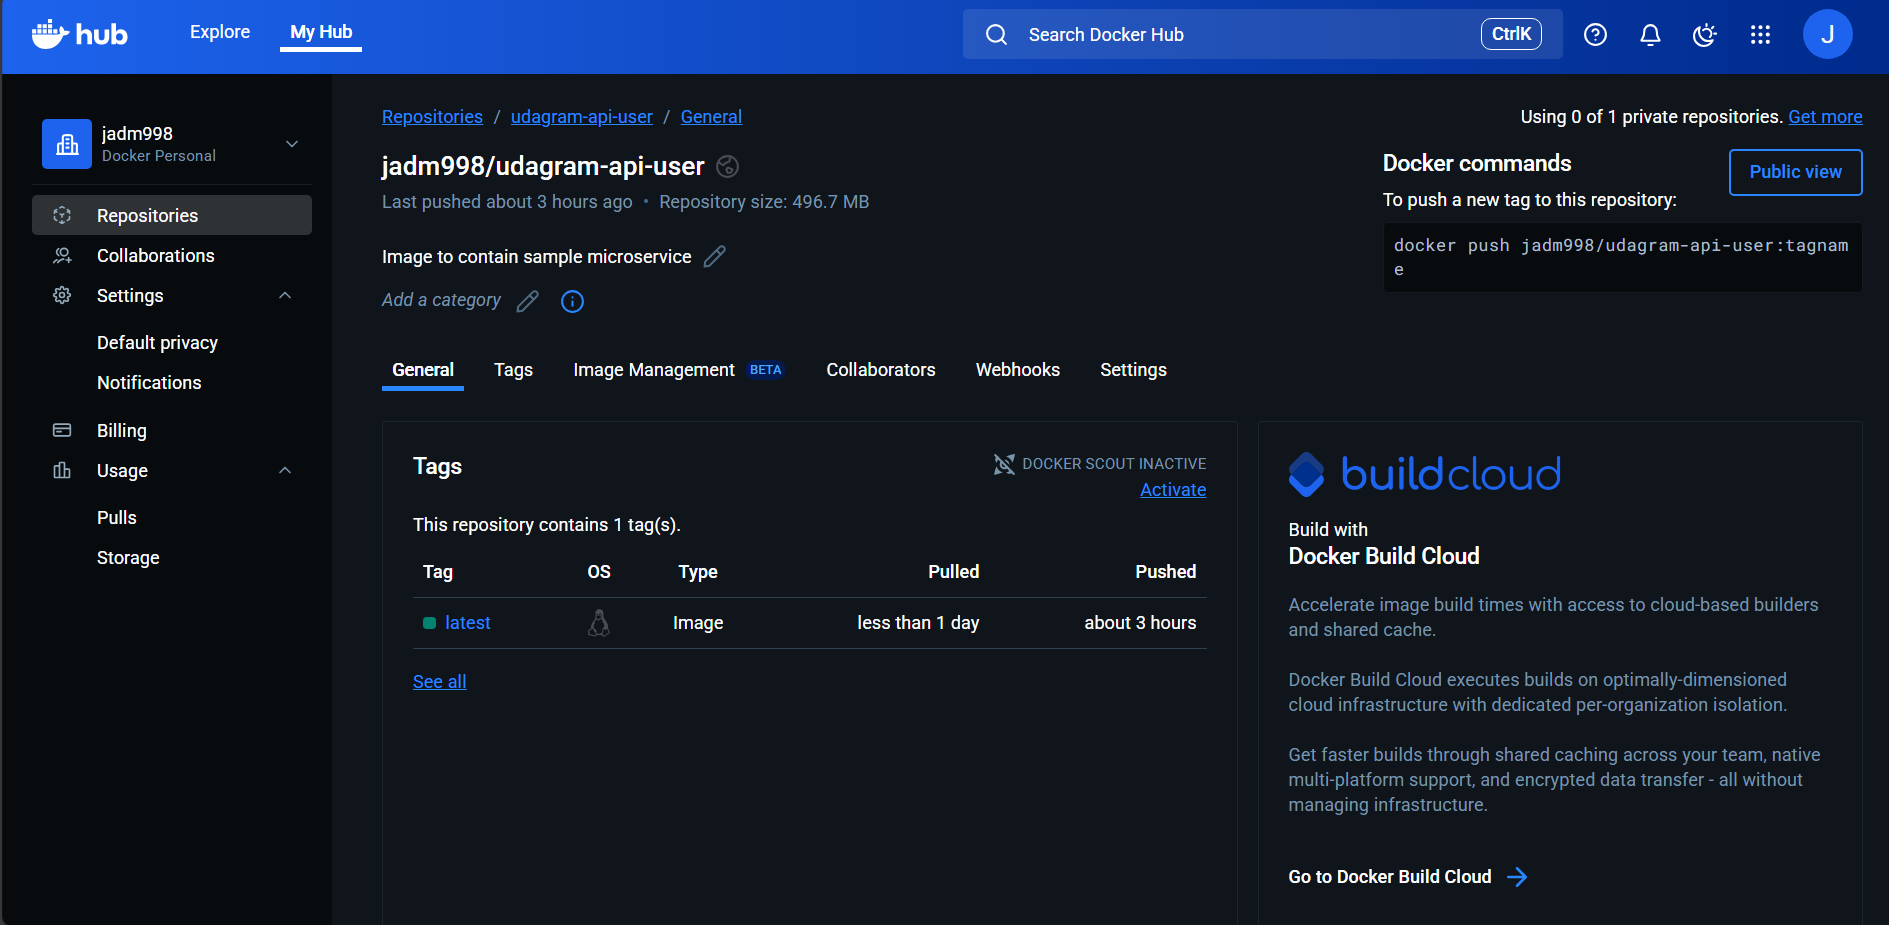 hub
Explore
My Hub
Search Docker Hub
CtrlK
J
jadm998
Docker Personal
Repositories
Collaborations
Settings
Default privacy
Notifications
Billing
Usage
Pulls
Storage
Repositories / udagram-api-user / General
Using 0 of 1 private repositories. Get more
jadm998/udagram-api-user
Last pushed about 3 hours ago • Repository size: 496.7 MB
Image to contain sample microservice
Add a category
Docker commands
Public view
To push a new tag to this repository:
docker push jadm998/udagram-api-user:tagnam
e
General
Tags
Image Management BETA
Collaborators
Webhooks
Settings
Tags
DOCKER SCOUT INACTIVE
Activate
This repository contains 1 tag(s).
Tag OS Type Pulled Pushed
latest Image less than 1 day about 3 hours
See all
buildcloud
Build with
Docker Build Cloud
Accelerate image build times with access to cloud-based builders
and shared cache.
Docker Build Cloud executes builds on optimally-dimensioned
cloud infrastructure with dedicated per-organization isolation.
Get faster builds through shared caching across your team, native
multi-platform support, and encrypted data transfer - all without
managing infrastructure.
Go to Docker Build Cloud